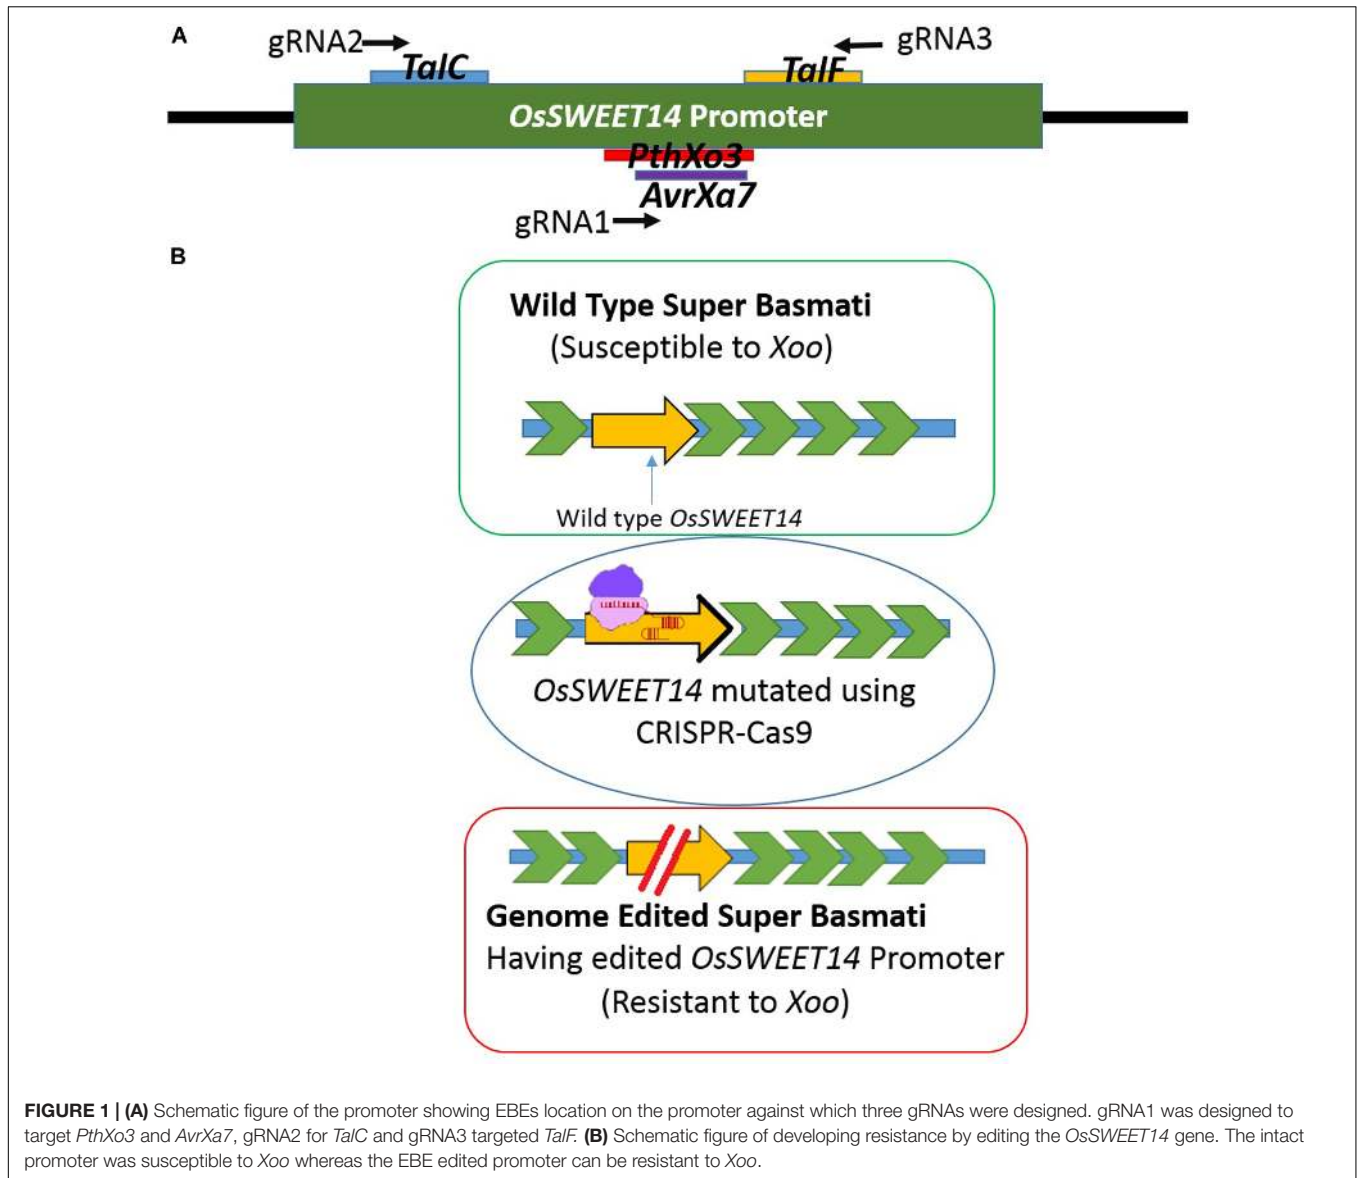 A
gRNA2
TalC
TalF
gRNA3
OsSWEET14 Promoter
PthXo3
AvrXa7
gRNA1
B
Wild Type Super Basmati
(Susceptible to Xoo)
Wild type OsSWEET14
OsSWEET14 mutated using
CRISPR-Cas9
Genome Edited Super Basmati
Having edited OsSWEET14 Promoter
(Resistant to Xoo)
FIGURE 1 | (A) Schematic figure of the promoter showing EBEs location on the promoter against which three gRNAs were designed. gRNA1 was designed to
target PthXo3 and AvrXa7, gRNA2 for TalC and gRNA3 targeted TalF. (B) Schematic figure of developing resistance by editing the OsSWEET14 gene. The intact
promoter was susceptible to Xoo whereas the EBE edited promoter can be resistant to Xoo.